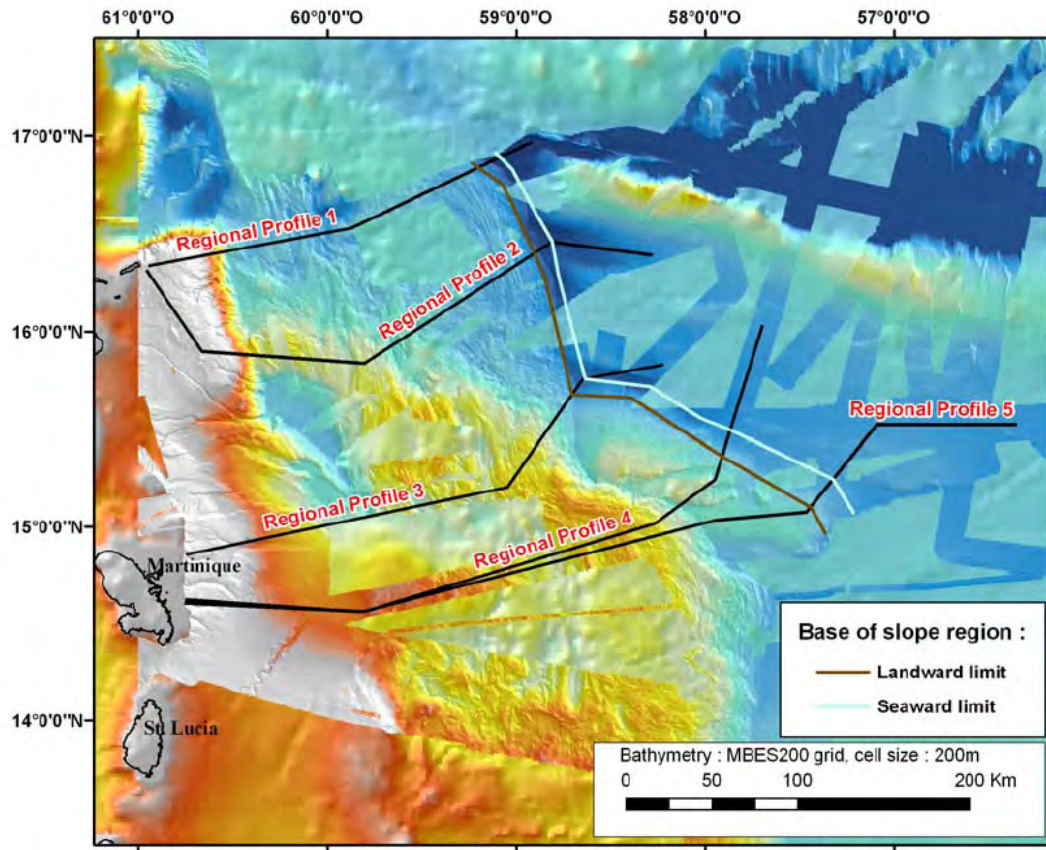 61°0'0"O 60°0'0"O 59°0'0"O 58°0'0"O 57°0'0"O
17°0'0"N
Regional Profile 1
Regional Profile 2
16°0'0"N
Regional Profile 5
Regional Profile 3
15°0'0"N
Regional Profile 4
Martinique
Base of slope region :
Landward limit
Seaward limit
14°0'0"N
St. Lucia
Bathymetry : MBES200 grid, cell size : 200m
0 50 100 200 Km